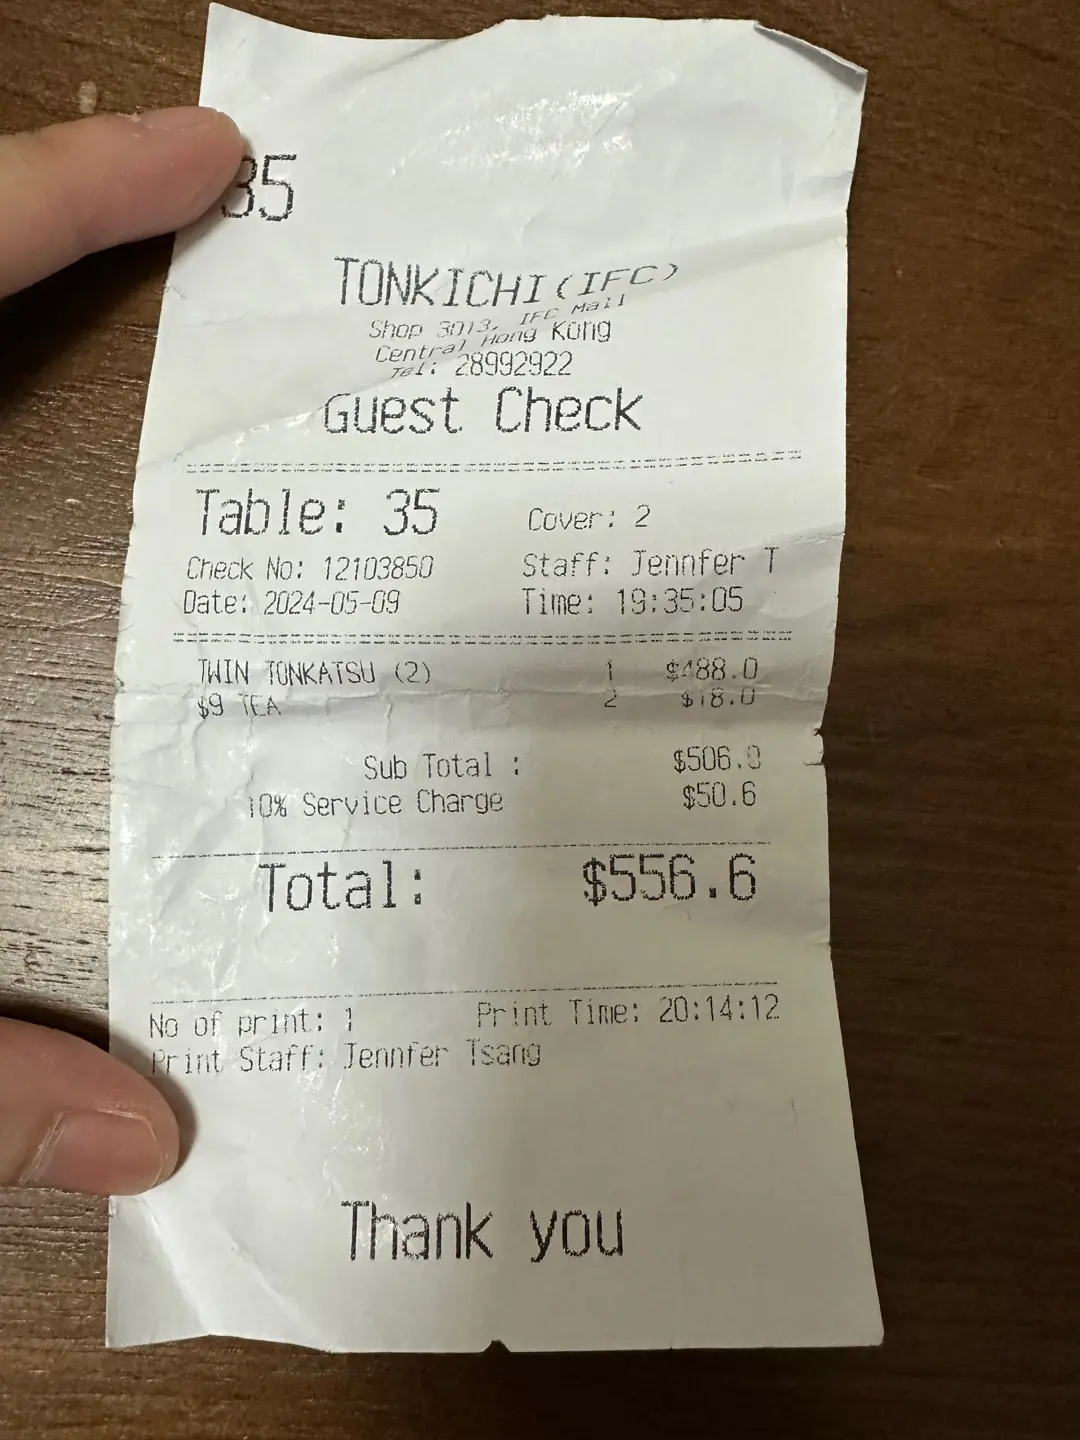 35
TONKICHI(IFC)
Shop 3013, IFC Mall
Central Hong Kong
Tel: 28992922
Guest Check
Table: 35 Cover: 2
Check No: 12103850 Staff: Jennfer T
Date: 2024-05-09 Time: 19:35:05
TWIN TONKATSU (2) 1 $488.0
$9 TEA 2 $18.0
Sub Total : $506.0
10% Service Charge $50.6
Total: $556.6
No of print: 1 Print Time: 20:14:12
Print Staff: Jennfer Tsang
Thank you